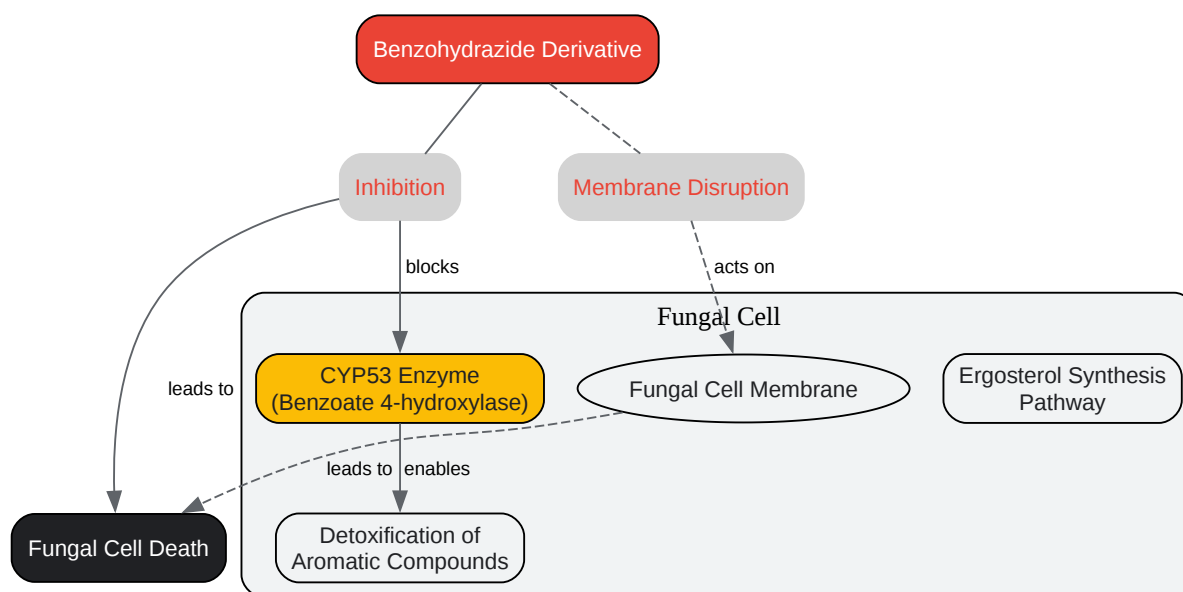 Benzohydrazide Derivative
Inhibition
Membrane Disruption
blocks
acts on
Fungal Cell
leads to
CYP53 Enzyme
(Benzoate 4-hydroxylase)
Fungal Cell Membrane
Ergosterol Synthesis
Pathway
leads to
enables
Fungal Cell Death
Detoxification of
Aromatic Compounds